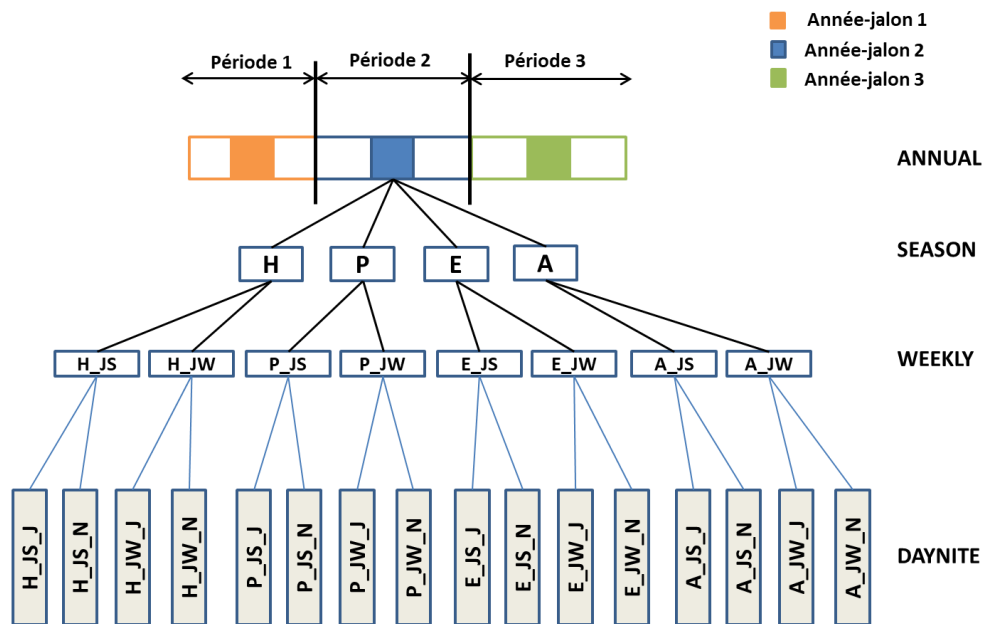 Année-jalon 1
Année-jalon 2
Année-jalon 3
Période 1
Période 2
Période 3
ANNUAL
H
P
E
A
SEASON
H_JS
H_JW
P_JS
P_JW
E_JS
E_JW
A_JS
A_JW
WEEKLY
H_JS_J
H_JS_N
H_JW_J
H_JW_N
P_JS_J
P_JS_N
P_JW_J
P_JW_N
E_JS_J
E_JS_N
E_JW_J
E_JW_N
A_JS_J
A_JS_N
A_JW_J
A_JW_N
DAYNITE